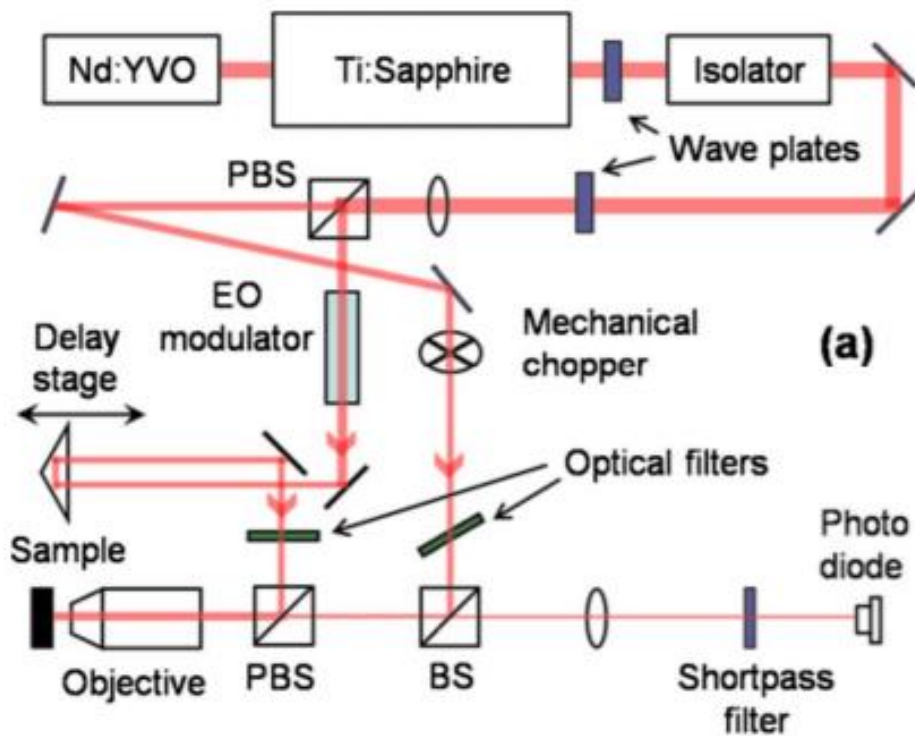 Nd:YVO
Ti:Sapphire
Isolator
Wave plates
PBS
EO
modulator
Mechanical
chopper
(a)
Delay
stage
Optical filters
Photo
diode
Sample
Objective
PBS
BS
Shortpass
filter